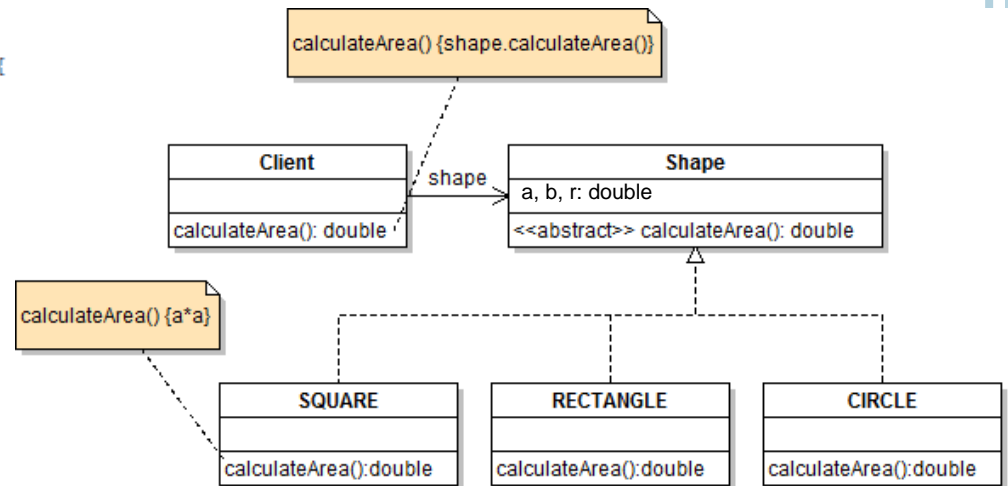 calculateArea() {shape.calculateArea()}
Client
shape
Shape
a, b, r: double
calculateArea(): double
<<abstract>> calculateArea(): double
calculateArea() {a*a}
SQUARE
RECTANGLE
CIRCLE
calculateArea():double
calculateArea():double
calculateArea():double